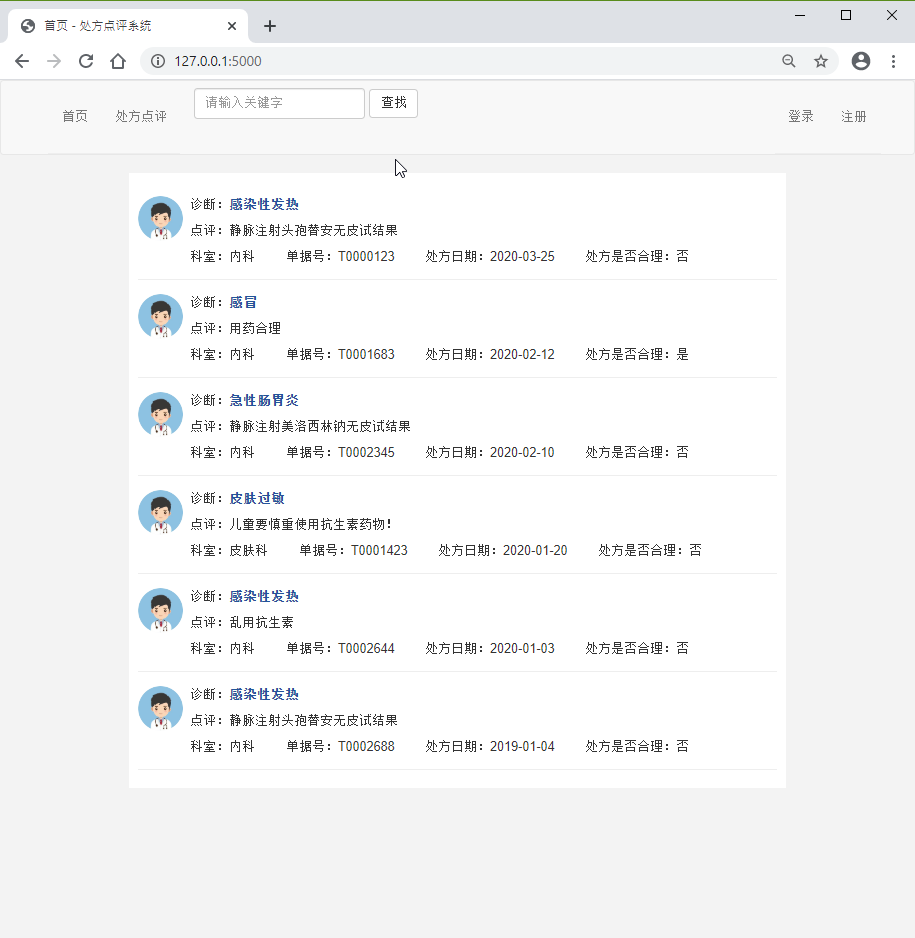 首页 - 处方点评系统
127.0.0.1:5000
首页 处方点评 请输入关键字 查找 登录 注册
诊断：感染性发热
点评：静脉注射头孢替安无皮试结果
科室：内科 单据号：T0000123 处方日期：2020-03-25 处方是否合理：否
诊断：感冒
点评：用药合理
科室：内科 单据号：T0001683 处方日期：2020-02-12 处方是否合理：是
诊断：急性肠胃炎
点评：静脉注射美洛西林钠无皮试结果
科室：内科 单据号：T0002345 处方日期：2020-02-10 处方是否合理：否
诊断：皮肤过敏
点评：儿童要慎重使用抗生素药物！
科室：皮肤科 单据号：T0001423 处方日期：2020-01-20 处方是否合理：否
诊断：感染性发热
点评：乱用抗生素
科室：内科 单据号：T0002644 处方日期：2020-01-03 处方是否合理：否
诊断：感染性发热
点评：静脉注射头孢替安无皮试结果
科室：内科 单据号：T0002688 处方日期：2019-01-04 处方是否合理：否